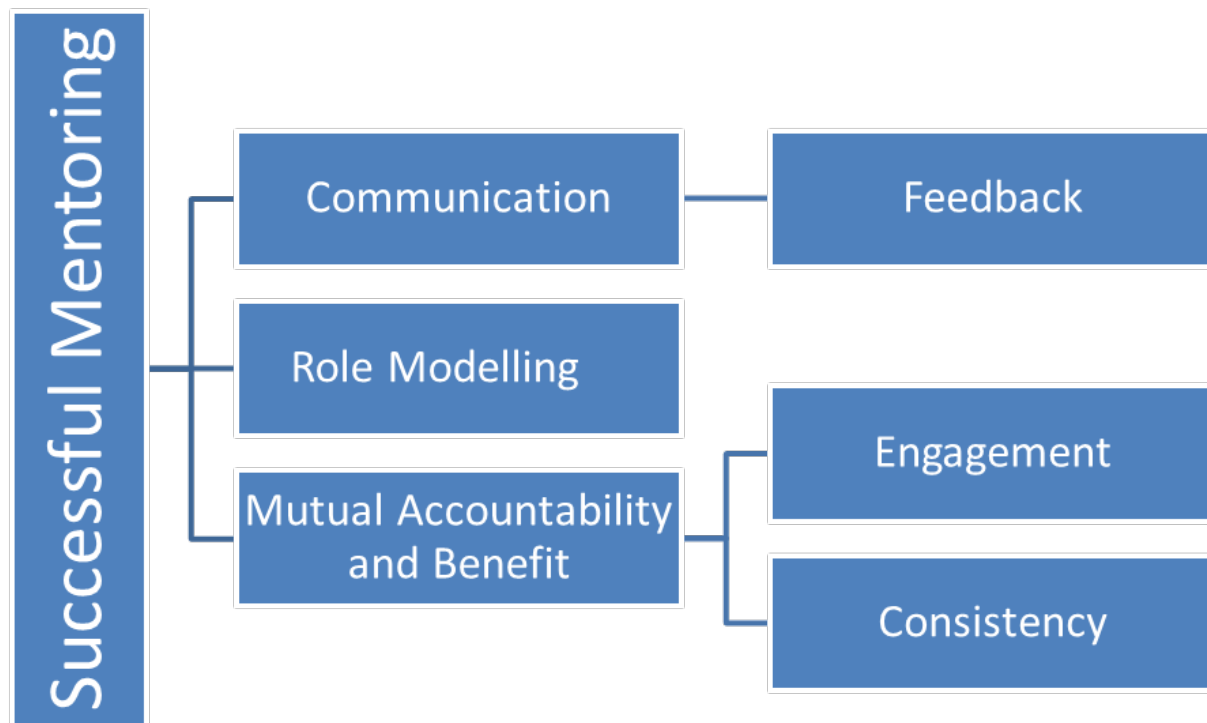 Successful Mentoring
Communication
Feedback
Role Modelling
Engagement
Mutual Accountability
and Benefit
Consistency